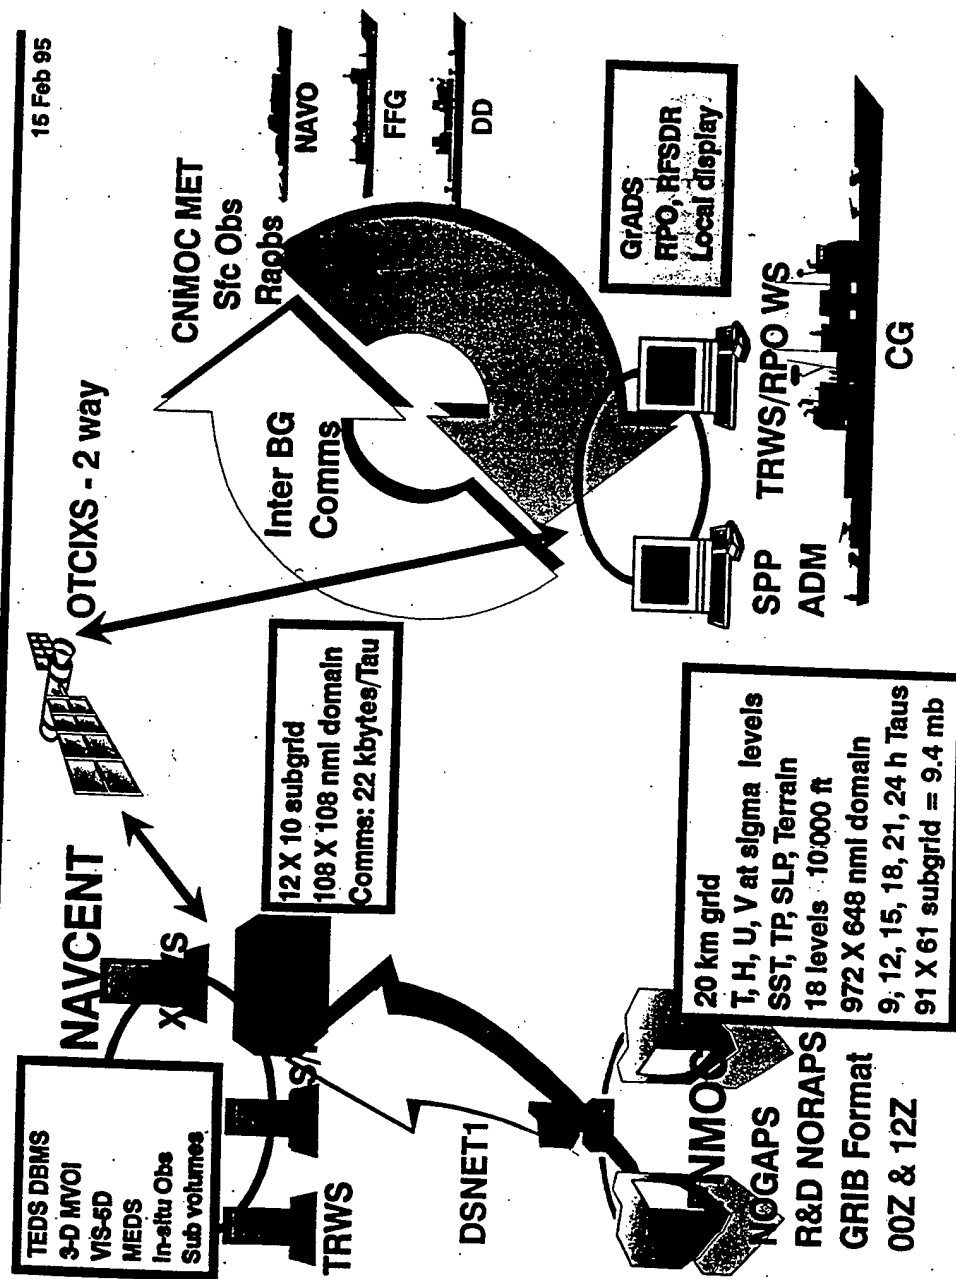 15 Feb 95
NAVCENT
TEDS DBMS
3-D MVOI
VIS-5D
MEDS
In-situ Obs
Sub volumes
TRWS
DSNET1
NOGAPS
R&D NORAPS
GRIB Format
00Z & 12Z
20 km grid
T, H, U, V at sigma levels
SST, TP, SLP, Terrain
18 levels 10000 ft
972 X 648 nmi domain
9, 12, 15, 18, 21, 24 h Taus
91 X 61 subgrid = 9.4 mb
12 X 10 subgrid
108 X 108 nmi domain
Comms: 22 kbytes/Tau
OTCIXS - 2 way
Inter BG
Comms
CNMOC MET
Sfc Obs
Raobs
NAVO
FFG
DD
GrADS
RPO, RFSDR
Local display
SPP
ADM
TRWS/RPO WS
CG